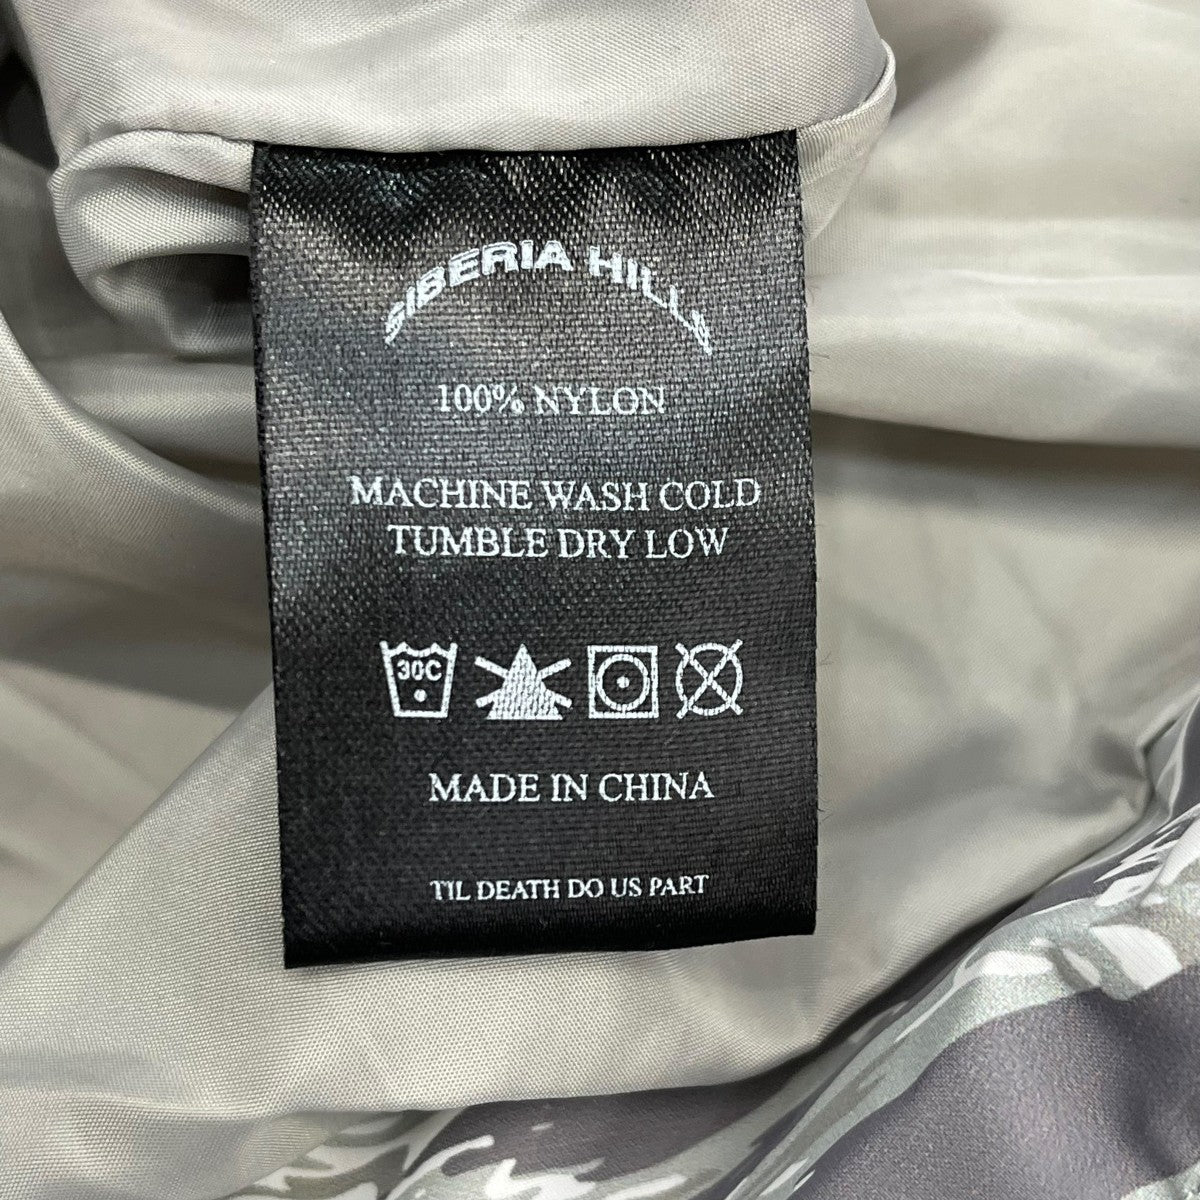 SIBERIA HILLS
100% NYLON
MACHINE WASH COLD
TUMBLE DRY LOW
30C
MADE IN CHINA
TIL DEATH DO US PART